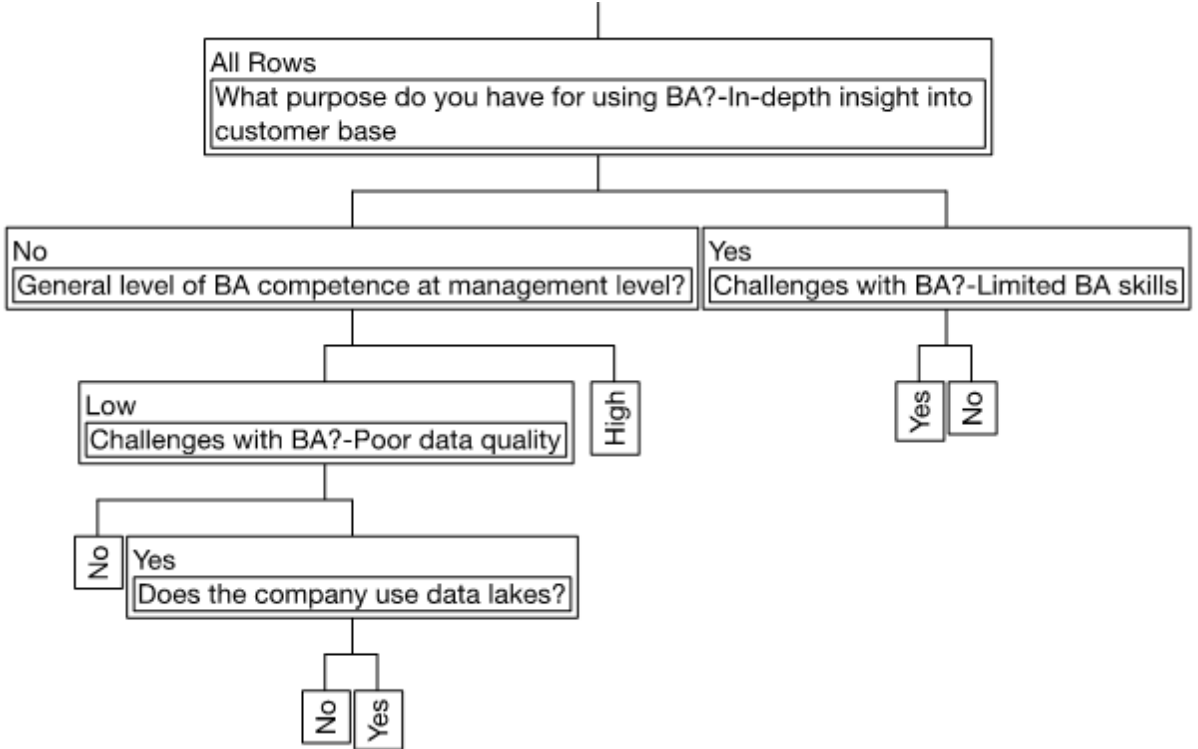 All Rows
What purpose do you have for using BA?-In-depth insight into
customer base
No
General level of BA competence at management level?
Yes
Challenges with BA?-Limited BA skills
Low
Challenges with BA?-Poor data quality
High
Yes
No
No
Yes
Does the company use data lakes?
No
Yes